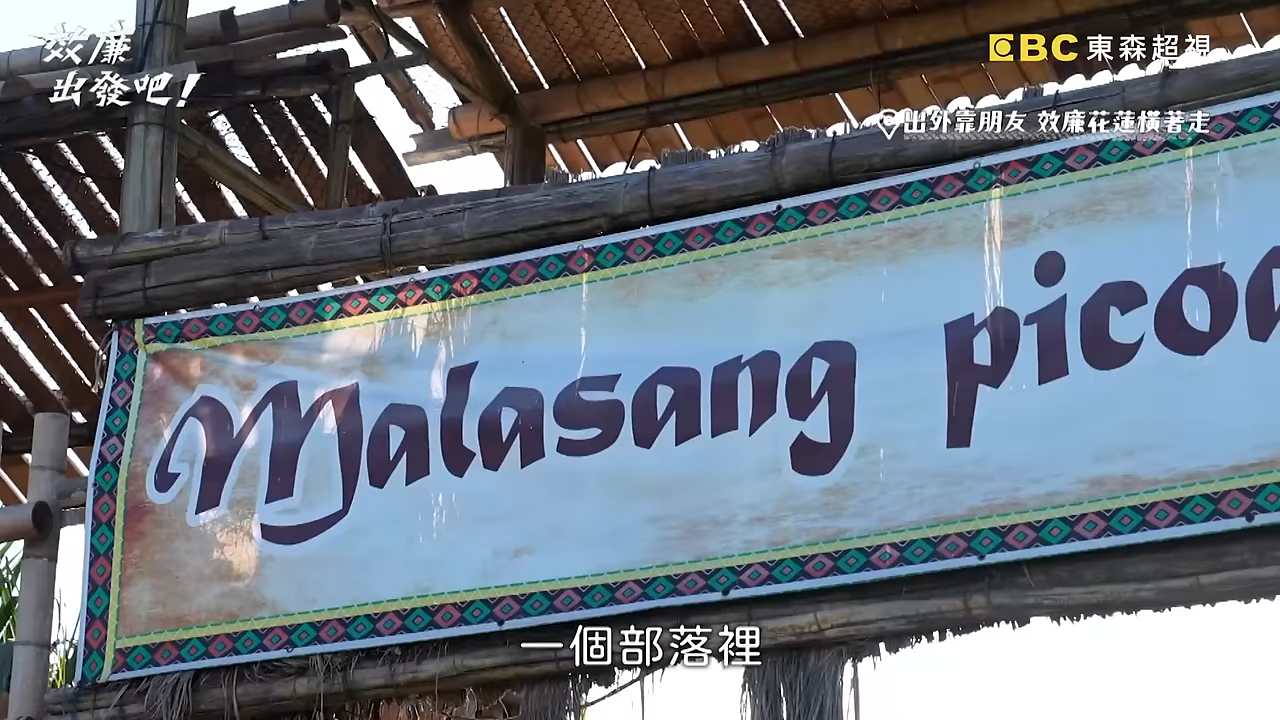 效廉
出發吧!
EBC 東森超視
出外靠朋友 效廉花蓮橫著走
Malasang picoa
一個部落裡